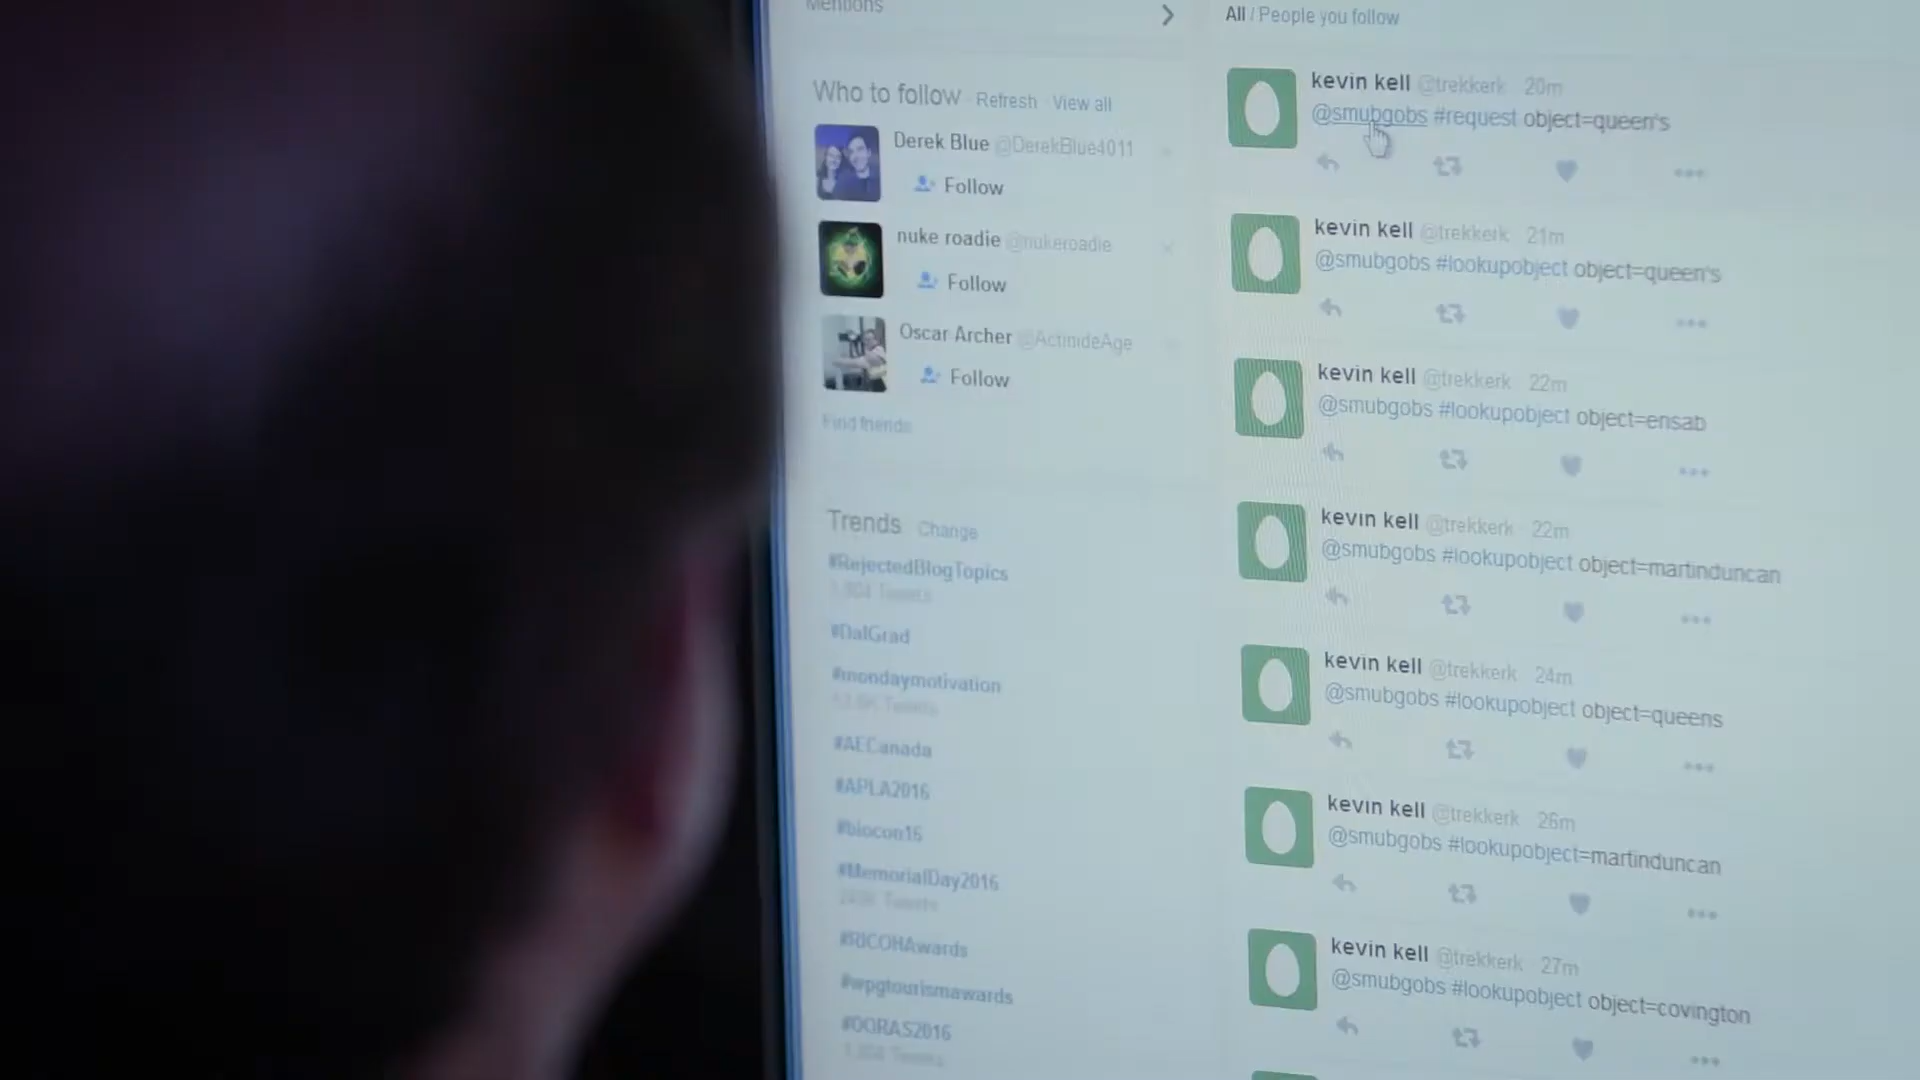 Mentions
Who to follow · Refresh · View all
Derek Blue @DerekBlue4011
Follow
nuke roadie @nukeroadie
Follow
Oscar Archer @ActinideAge
Follow
Find friends
Trends · Change
#RejectedBlogTopics
Tweets
#DalGrad
#mondaymotivation
Tweets
#AECanada
#APLA2016
#biocon16
#MemorialDay2016
Tweets
#RICOHAwards
#wpgtourismawards
#OORAS2016
Tweets
All / People you follow
kevin kell @trekkerk · 20m
@smubgobs #request object=queen's
kevin kell @trekkerk · 21m
@smubgobs #lookupobject object=queen's
kevin kell @trekkerk · 22m
@smubgobs #lookupobject object=ensab
kevin kell @trekkerk · 22m
@smubgobs #lookupobject object=martinduncan
kevin kell @trekkerk · 24m
@smubgobs #lookupobject object=queens
kevin kell @trekkerk · 26m
@smubgobs #lookupobject=martinduncan
kevin kell @trekkerk · 27m
@smubgobs #lookupobject object=covington